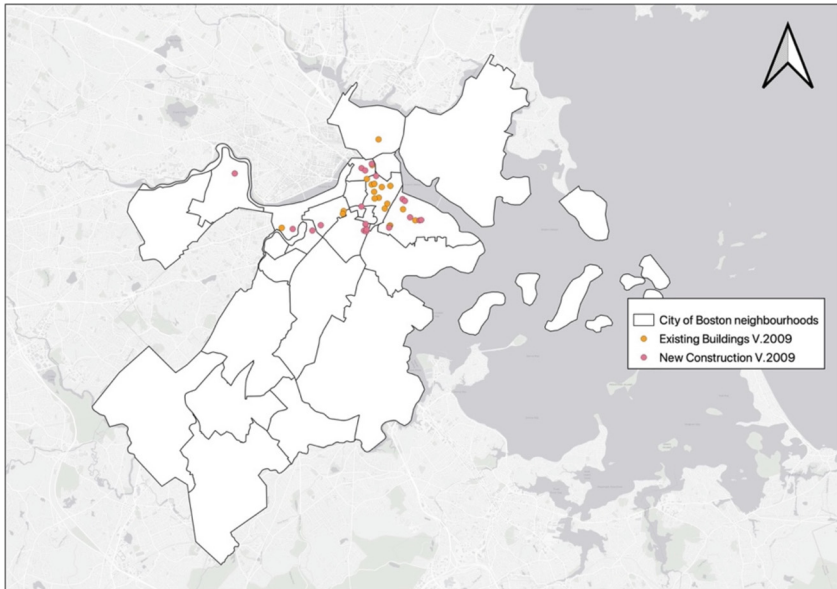 City of Boston neighbourhoods
Existing Buildings V.2009
New Construction V.2009